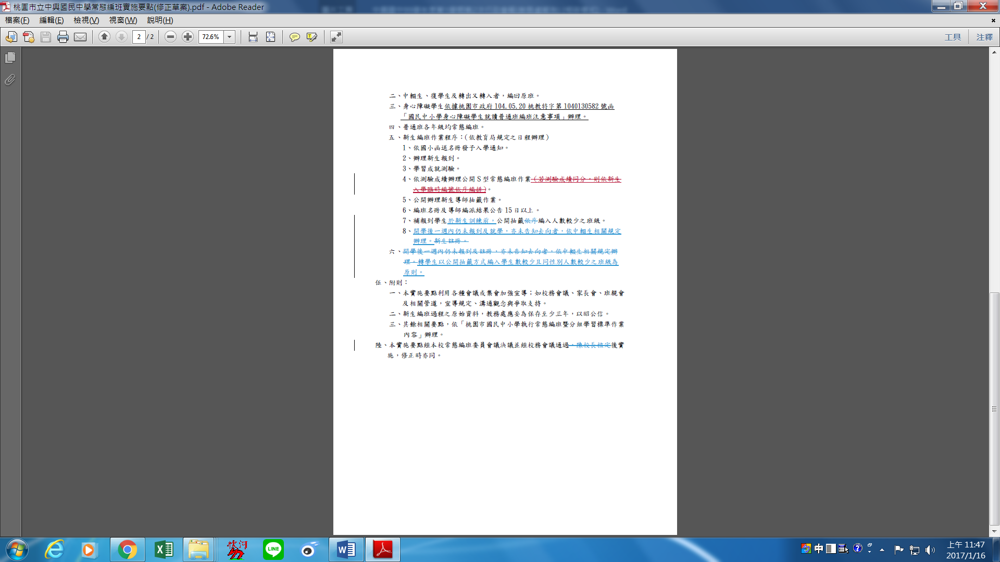 桃園市立中興國民中學常態編班實施要點(修正草案).pdf - Adobe Reader
檔案(F) 編輯(E) 檢視(V) 視窗(W) 說明(H)
2 / 2 72.6% 工具 注釋
二、中輟生、復學生及轉出又轉入者，編回原班。
三、身心障礙學生依據桃園市政府 104.05.20 桃教特字第 1040130582 號函
「國民中小學身心障礙學生就讀普通班編班注意事項」辦理。
四、普通班各年級均常態編班。
五、新生編班作業程序：(依教育局規定之日程辦理)
1、依國小函送名冊發予入學通知。
2、辦理新生報到。
3、學習成就測驗。
4、依測驗成績辦理公開 S 型常態編班作業（若測驗成績同分，則依新生
入學臨時編號依序編排)。
5、公開辦理新生導師抽籤作業。
6、編班名冊及導師編派結果公告 15 日以上。
7、補報到學生於新生訓練前，公開抽籤依序編入人數較少之班級。
8、開學後一週內仍未報到及就學，亦未告知去向者，依中輟生相關規定
辦理。新生註冊。
六、開學後一週內仍未報到及註冊，亦未告知去向者，依中輟生相關規定辦
理。轉學生以公開抽籤方式編入學生數較少且同性別人數較少之班級為
原則。
伍、附則：
一、本實施要點利用各種會議或集會加強宣導；如校務會議、家長會、班親會
及相關管道，宣導規定、溝通觀念與爭取支持。
二、新生編班過程之原始資料，教務處應妥為保存至少三年，以昭公信。
三、其餘相關要點，依「桃園市國民中小學執行常態編班暨分組學習標準作業
內容」辦理。
陸、本實施要點經本校常態編班委員會議決議並經校務會議通過，陳校長核定後實
施，修正時亦同。
LINE
中
上午 11:47
2017/1/16